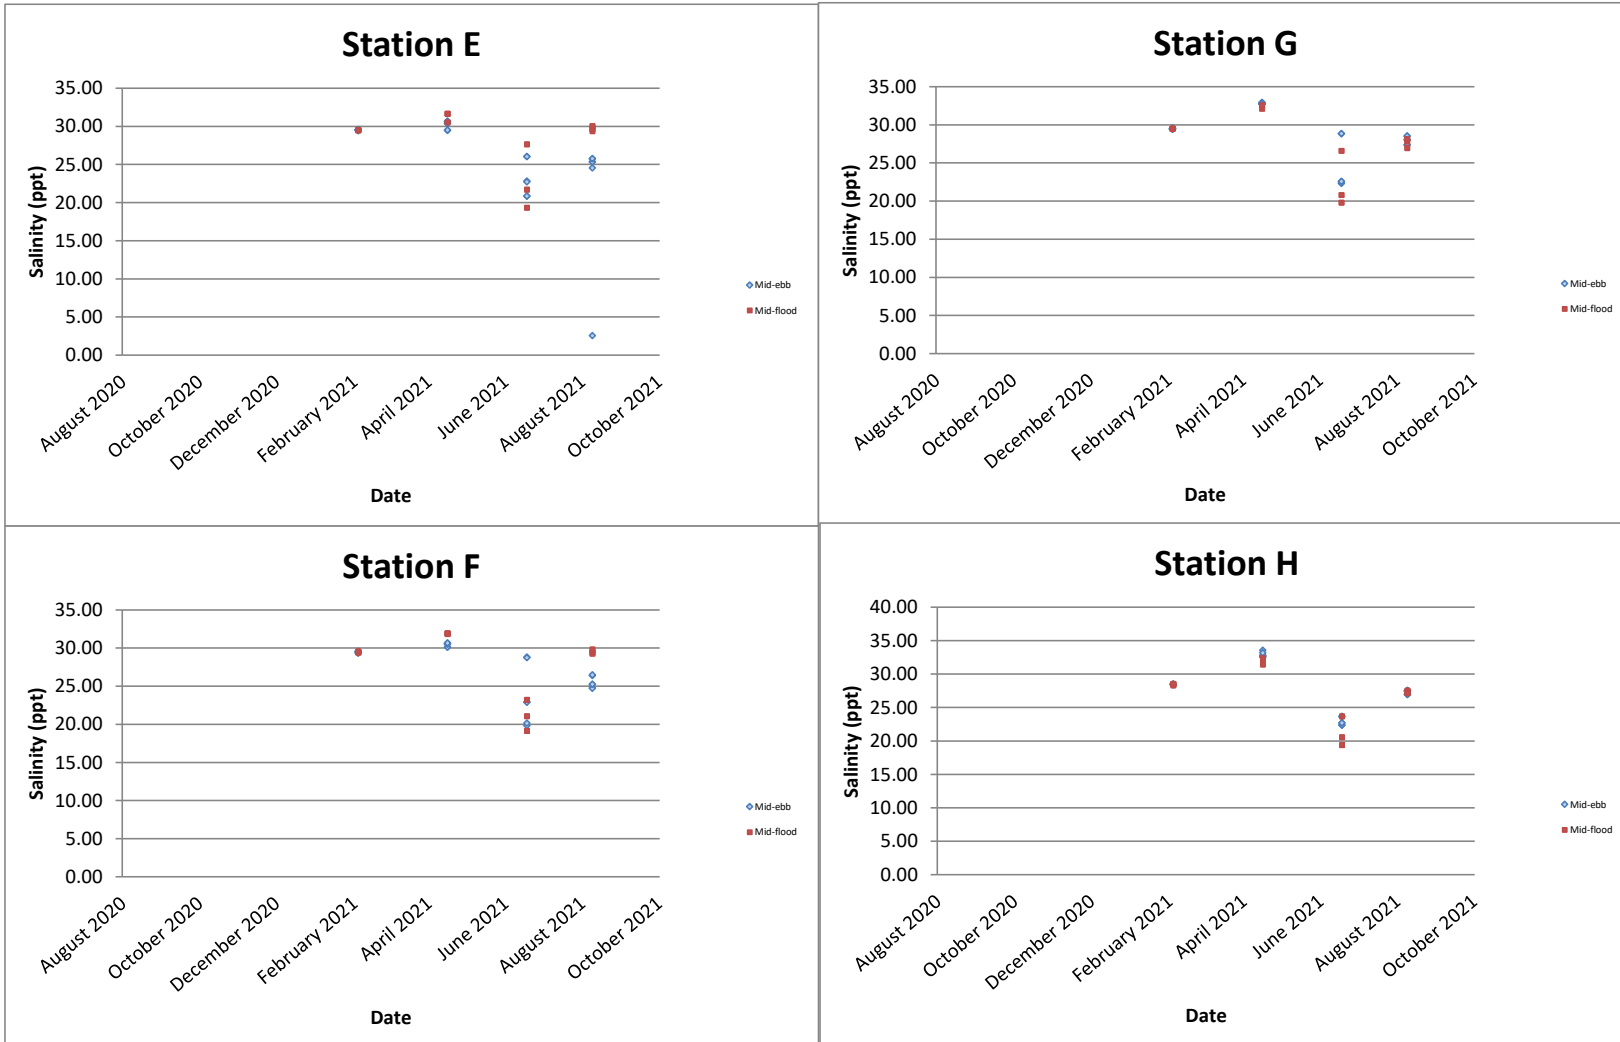 Station E
35.00
30.00
25.00
20.00
15.00
10.00
5.00
0.00
Salinity (ppt)
August 2020
October 2020
December 2020
February 2021
April 2021
June 2021
August 2021
October 2021
Date
Mid-ebb
Mid-flood
Station G
35.00
30.00
25.00
20.00
15.00
10.00
5.00
0.00
Salinity (ppt)
August 2020
October 2020
December 2020
February 2021
April 2021
June 2021
August 2021
October 2021
Date
Mid-ebb
Mid-flood
Station F
35.00
30.00
25.00
20.00
15.00
10.00
5.00
0.00
Salinity (ppt)
August 2020
October 2020
December 2020
February 2021
April 2021
June 2021
August 2021
October 2021
Date
Mid-ebb
Mid-flood
Station H
40.00
35.00
30.00
25.00
20.00
15.00
10.00
5.00
0.00
Salinity (ppt)
August 2020
October 2020
December 2020
February 2021
April 2021
June 2021
August 2021
October 2021
Date
Mid-ebb
Mid-flood